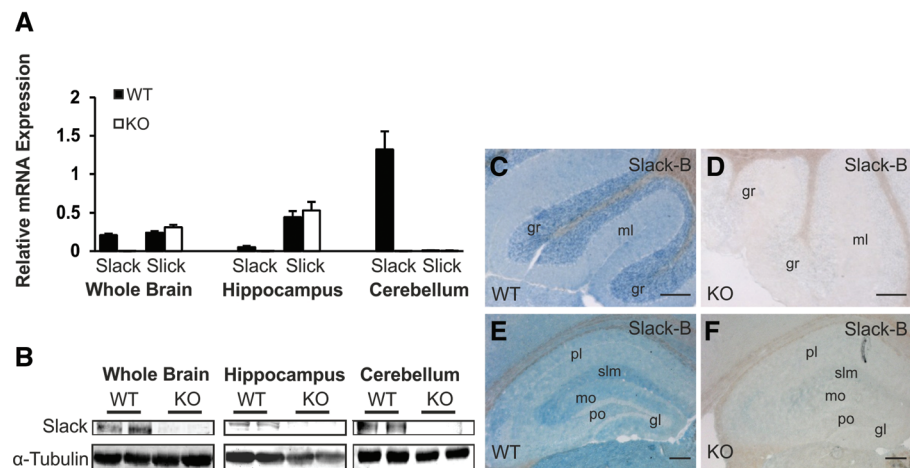 A
Relative mRNA Expression
2
1.5
1
0.5
0
WT
KO
Slack Slick Slack Slick Slack Slick
Whole Brain Hippocampus Cerebellum
B
Whole Brain Hippocampus Cerebellum
WT KO WT KO WT KO
Slack
α-Tubulin
C Slack-B
gr ml
gr
WT
D Slack-B
gr
ml
gr
KO
E Slack-B
pl
slm
mo
po gl
WT
F Slack-B
pl
slm
mo
po
gl
KO